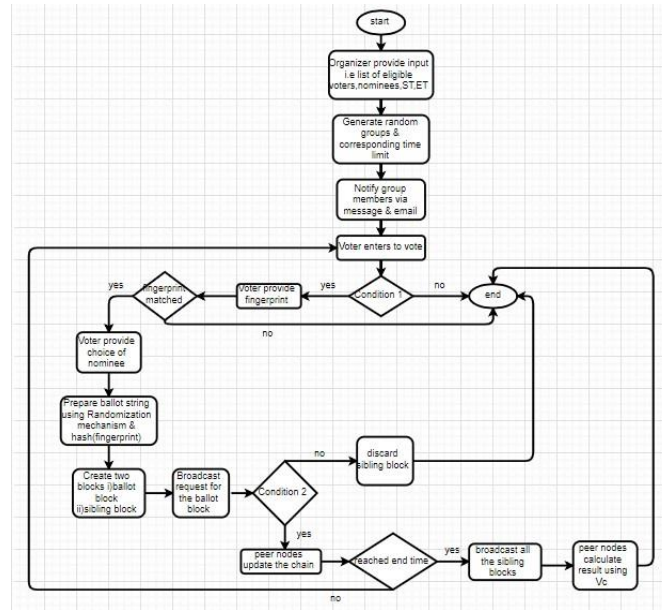 start
Organizer provide input
i.e list of eligible
voters,nominees,ST,ET
Generate random
groups &
corresponding time
limit
Notify group
members via
message & email
Voter enters to vote
yes
fingerprint
matched
Voter provide
fingerprint
yes
Condition 1
no
end
no
Voter provide
choice of
nominee
Prepare ballot string
using Randomization
mechanism &
hash(fingerprint)
no
discard
sibling block
Create two
blocks i)ballot
block
ii)sibling block
Broadcast
request for
the ballot
block
Condition 2
yes
peer nodes
update the chain
reached end time
yes
broadcast all
the sibling
blocks
peer nodes
calculate
result using
Vc
no